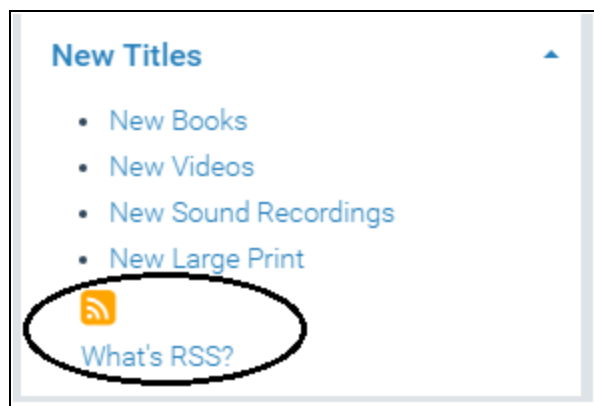 New Titles
New Books
New Videos
New Sound Recordings
New Large Print
What's RSS?